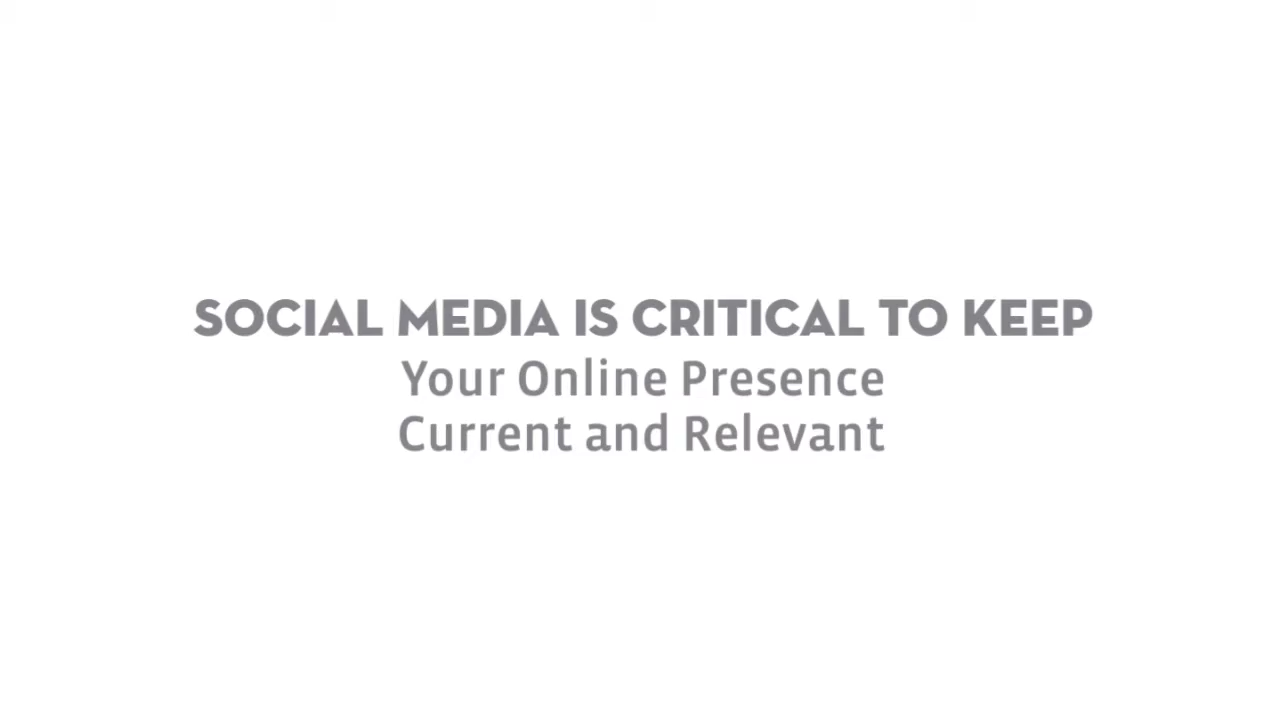 SOCIAL MEDIA IS CRITICAL TO KEEP
Your Online Presence
Current and Relevant